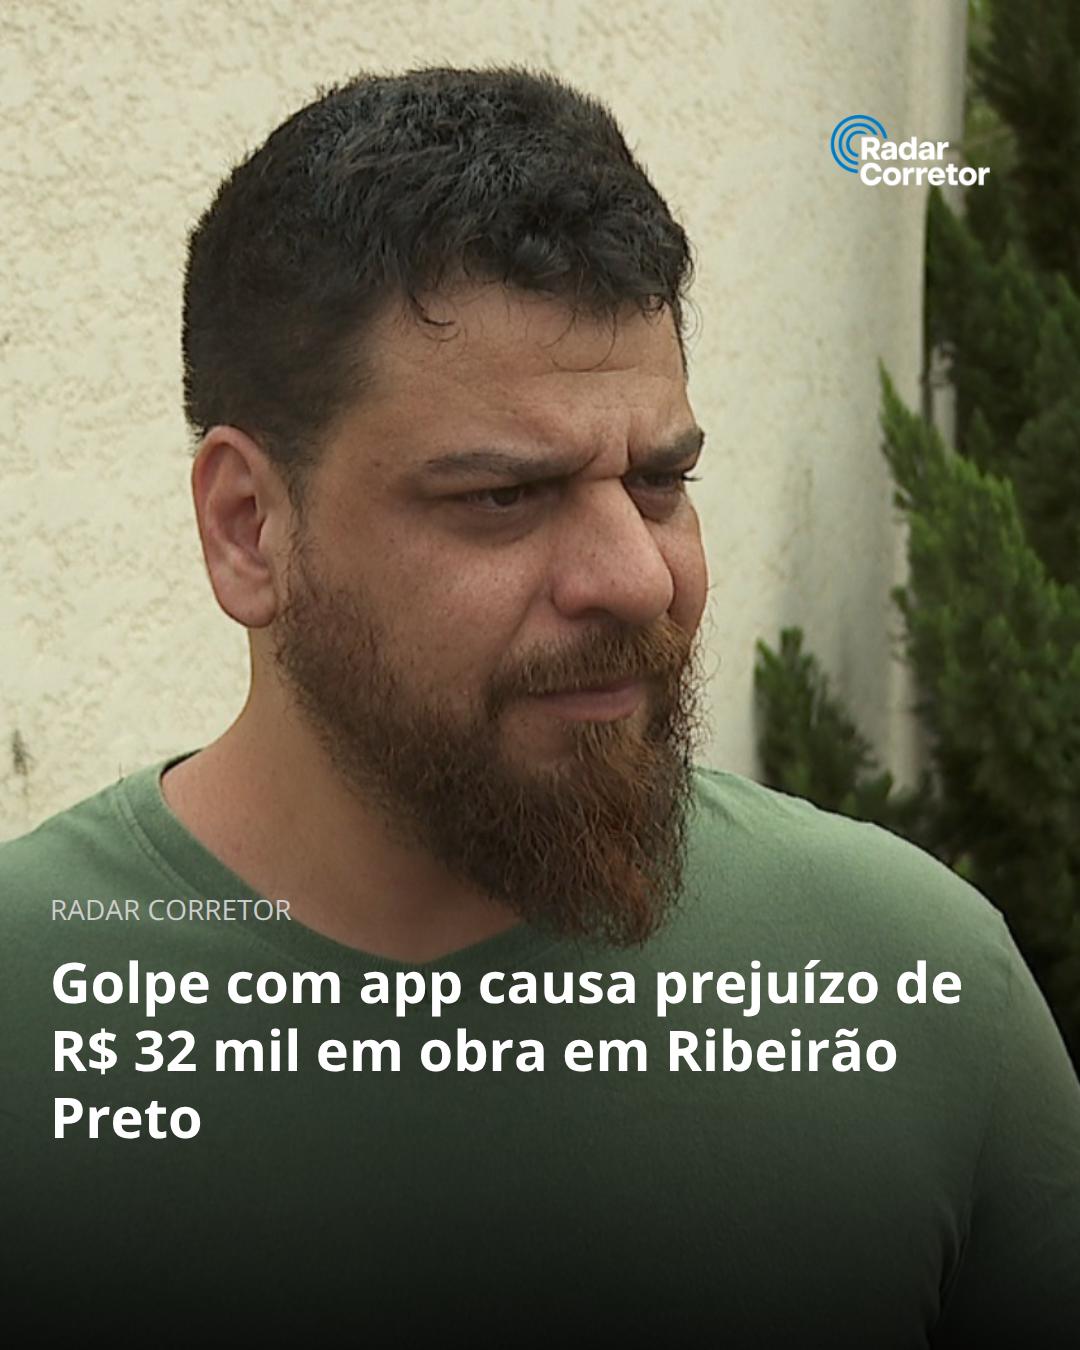 Radar
Corretor
RADAR CORRETOR
Golpe com app causa prejuízo de
R$ 32 mil em obra em Ribeirão
Preto